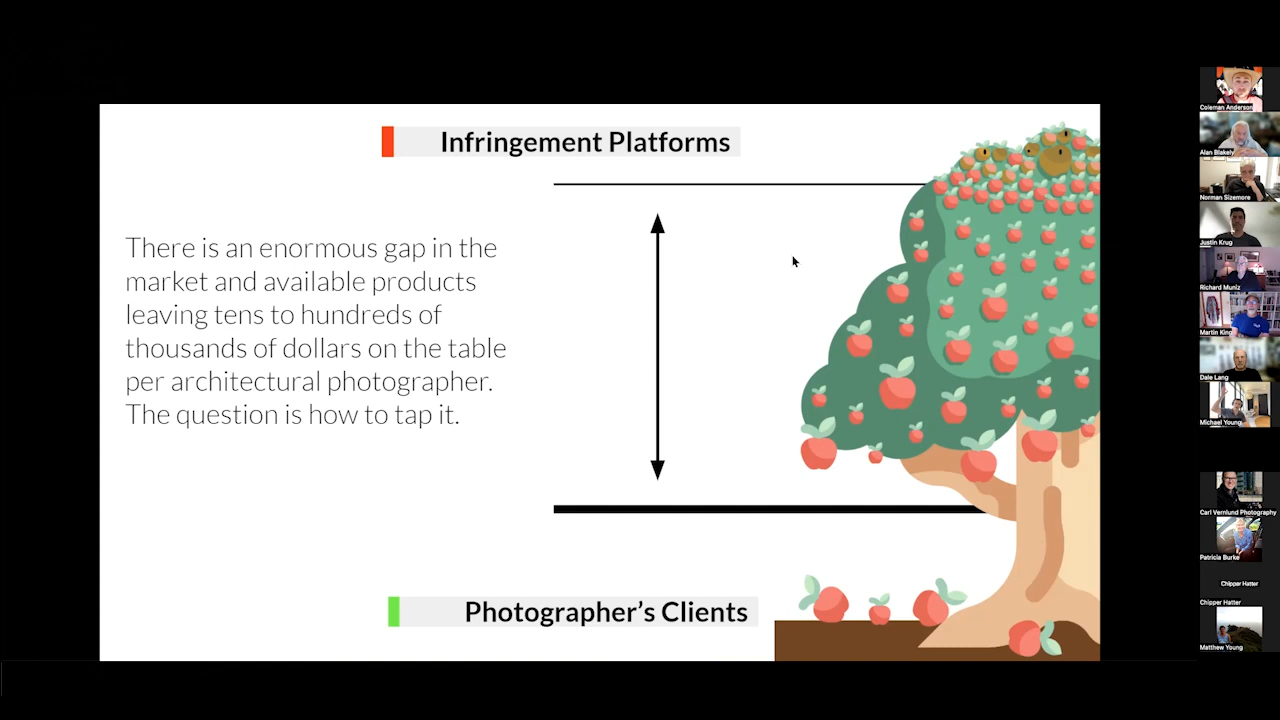 Infringement Platforms
There is an enormous gap in the
market and available products
leaving tens to hundreds of
thousands of dollars on the table
per architectural photographer.
The question is how to tap it.
Photographer’s Clients
Coleman Anderson
Alan Blakely
Norman Sizemore
Justin Krug
Richard Muniz
Martin King
Dale Lang
Michael Young
Carl Vernlund Photography
Patricia Burke
Chipper Hatter
Chipper Hatter
Matthew Young